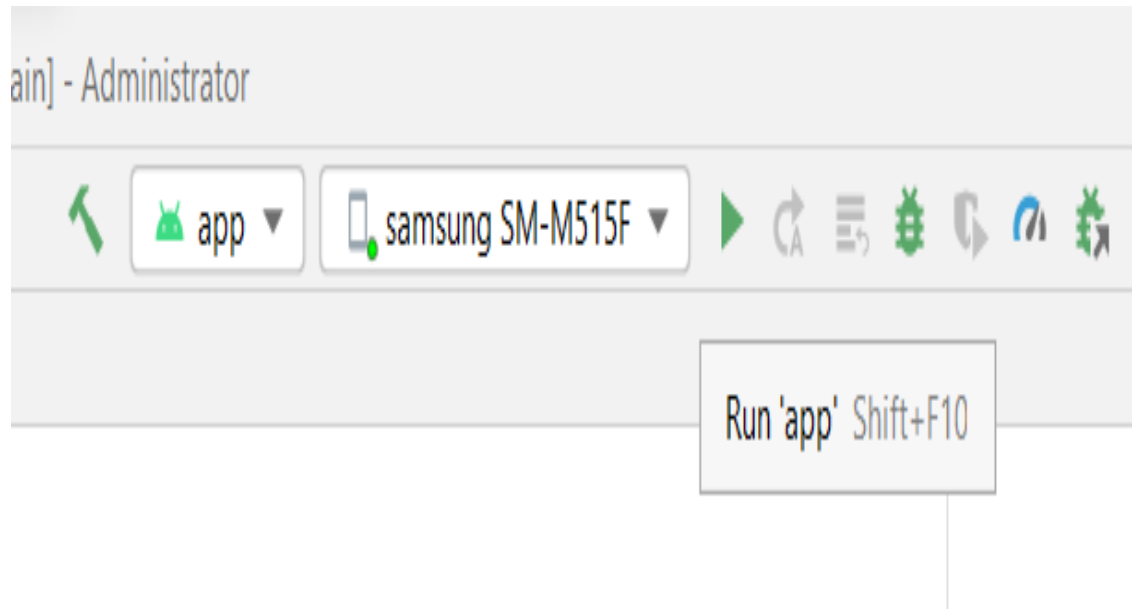 ain] - Administrator
app samsung SM-M515F
Run 'app' Shift+F10